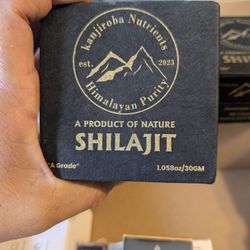 Kanjiroba Nutrients
est. 2023
Himalayan Purity
A PRODUCT OF NATURE
SHILAJIT
"A Grade" 1.058oz/30GM